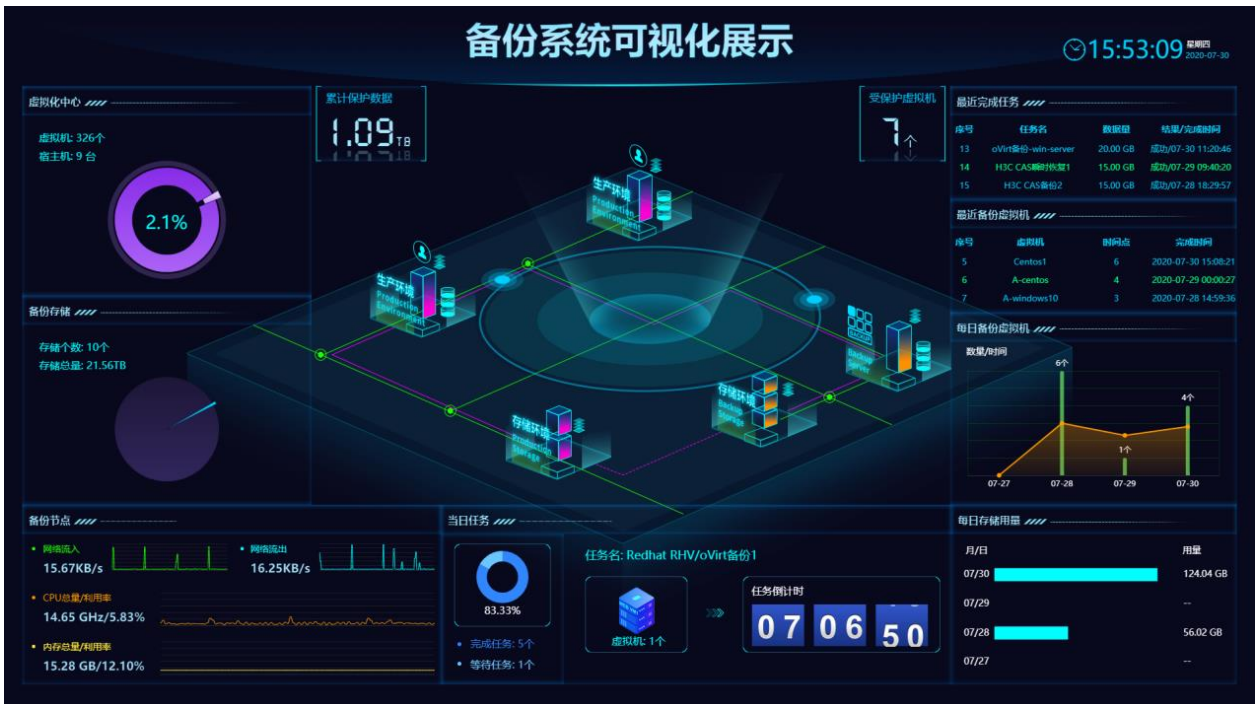 备份系统可视化展示
15:53:09
星期四
2020-07-30
虚拟化中心
虚拟机: 326个
宿主机: 9 台
2.1%
备份存储
存储个数: 10个
存储总量: 21.56TB
累计保护数据
1.09TB
受保护虚拟机
7个
生产环境
Production
Environment
生产环境
Production
Environment
BACKUP
Backup
Server
存储环境
Backup
Storage
存储环境
Production
Storage
最近完成任务
序号 任务名 数据量 结果/完成时间
13 oVirt备份-win-server 20.00 GB 成功/07-30 11:20:46
14 H3C CAS瞬时恢复1 15.00 GB 成功/07-29 09:40:20
15 H3C CAS备份2 15.00 GB 成功/07-28 18:29:57
最近备份虚拟机
序号 虚拟机 时间点 完成时间
5 Centos1 6 2020-07-30 15:08:21
6 A-centos 4 2020-07-29 00:00:27
7 A-windows10 3 2020-07-28 14:59:36
每日备份虚拟机
数量/时间
6个
4个
1个
07-27 07-28 07-29 07-30
备份节点
网络流入
15.67KB/s
网络流出
16.25KB/s
CPU总量/利用率
14.65 GHz/5.83%
内存总量/利用率
15.28 GB/12.10%
当日任务
83.33%
完成任务: 5个
等待任务: 1个
任务名: Redhat RHV/oVirt备份1
虚拟机: 1个
任务倒计时
07 06 50
每日存储用量
月/日 用量
07/30 124.04 GB
07/29 --
07/28 56.02 GB
07/27 --